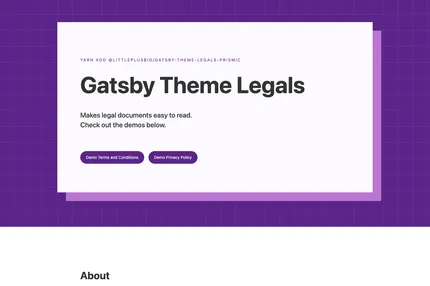 YARN ADD @LITTLEPLUSBIG/GATSBY-THEME-LEGALS-PRISMIC
Gatsby Theme Legals
Makes legal documents easy to read.
Check out the demos below.
Demo Terms and Conditions
Demo Privacy Policy
About